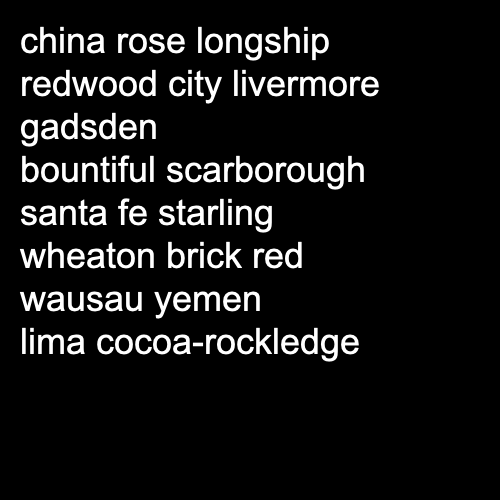 china rose longship
redwood city livermore
gadsden
bountiful scarborough
santa fe starling
wheaton brick red
wausau yemen
lima cocoa-rockledge